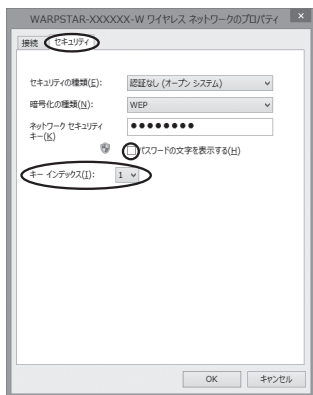 WARPSTAR-XXXXXX-W ワイヤレス ネットワークのプロパティ ×
接続 セキュリティ
セキュリティの種類(E): 認証なし (オープン システム)
暗号化の種類(N): WEP
ネットワーク セキュリティ
キー(K) ●●●●●●●●
パスワードの文字を表示する(H)
キー インデックス(I): 1
OK キャンセル